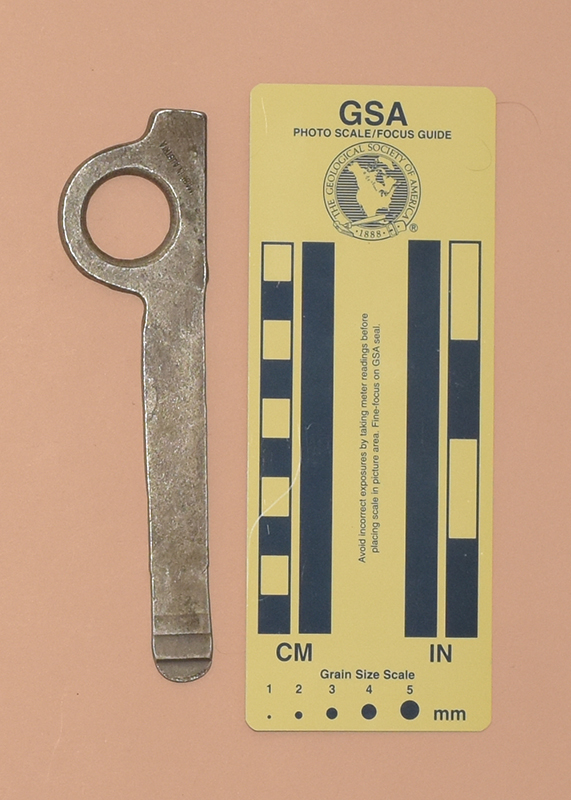 GSA
PHOTO SCALE/FOCUS GUIDE
THE GEOLOGICAL SOCIETY OF AMERICA
·1888·
®
Avoid incorrect exposures by taking meter readings before
placing scale in picture area. Fine-focus on GSA seal.
CM
IN
Grain Size Scale
1 2 3 4 5
mm